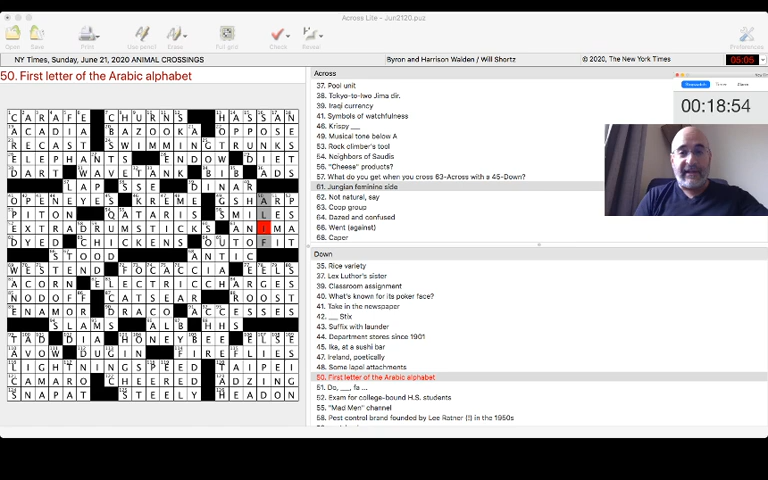 Across Lite - Jun2120.puz
Open
Save
Print
Use pencil
Erase
Full grid
Check
Reveal
Preferences
NY Times, Sunday, June 21, 2020 ANIMAL CROSSINGS
Byron and Harrison Walden / Will Shortz
© 2020, The New York Times
05:05
50. First letter of the Arabic alphabet
CARAFE CHURNS HASSAN
ACADIA BAZOOKA OPPOSE
RECAST SWIMMINGTRUNKS
ELEPHANTS ENDOW DIET
DART WAVETANK BIB ADS
LAP SSE DINAR
OPENEYES KREME GSHARP
PITON QATARIS SMILES
EXTRADRUMSTICKS ANIMA
DYED CHICKENS OUTOFIT
STOOD ANTIC
WESTEND FOCACCIA EELS
ACORN ELECTRICCHARGES
NODOFF CATSEAR ROOST
ENAMOR DRACO ACCESSES
SLAMS ALB HHS
TAD DIA HONEYBEE ELSE
AVOW DUGIN FIREFLIES
LIGHTNINGSPEED TAIPEI
CAMARO CHEERED ADZING
SNAPAT STEELY HEADON
Across
37. Pool unit
38. Tokyo-to-Iwo Jima dir.
39. Iraqi currency
41. Symbols of watchfulness
46. Krispy ___
49. Musical tone below A
53. Rock climber's tool
54. Neighbors of Saudis
56. "Cheese" products?
57. What do you get when you cross 63-Across with a 45-Down?
61. Jungian feminine side
62. Not natural, say
63. Coop group
64. Dazed and confused
66. Went (against)
68. Caper
Down
35. Rice variety
37. Lex Luthor's sister
39. Classroom assignment
40. What's known for its poker face?
41. Take in the newspaper
42. ___ Stix
43. Suffix with launder
44. Department stores since 1901
45. Ika, at a sushi bar
47. Ireland, poetically
48. Some lapel attachments
50. First letter of the Arabic alphabet
51. Do, ___, fa ...
52. Exam for college-bound H.S. students
55. "Mad Men" channel
58. Pest control brand founded by Lee Ratner (!) in the 1950s
00:18:54